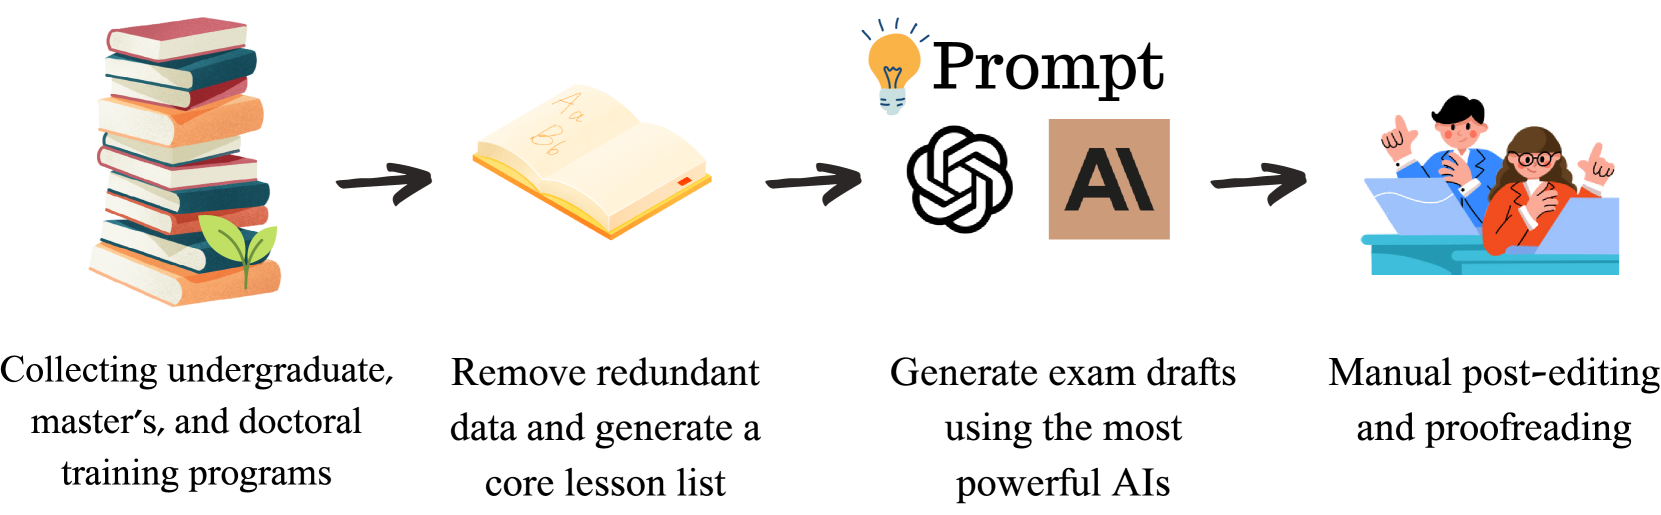 Prompt
Aa
Bb
AI
Collecting undergraduate,
master's, and doctoral
training programs
Remove redundant
data and generate a
core lesson list
Generate exam drafts
using the most
powerful AIs
Manual post-editing
and proofreading